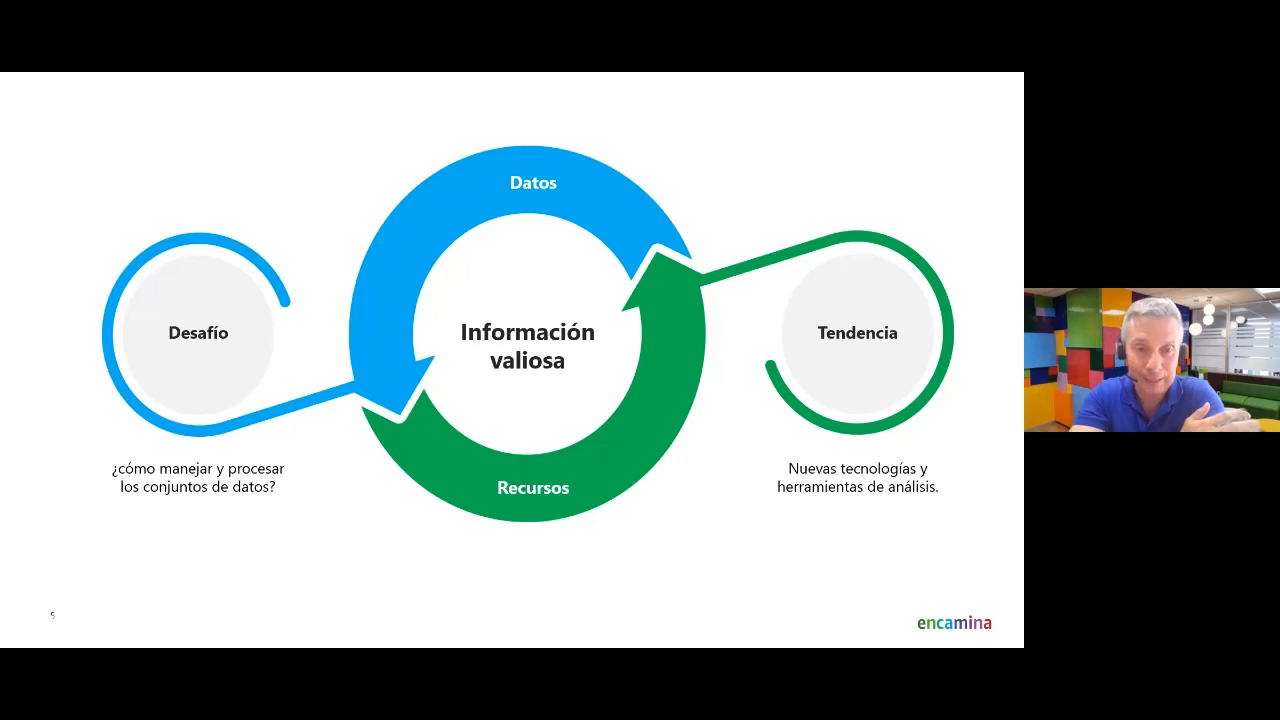 Datos
Desafío
¿cómo manejar y procesar
los conjuntos de datos?
Información
valiosa
Recursos
Tendencia
Nuevas tecnologías y
herramientas de análisis.
5
encamina